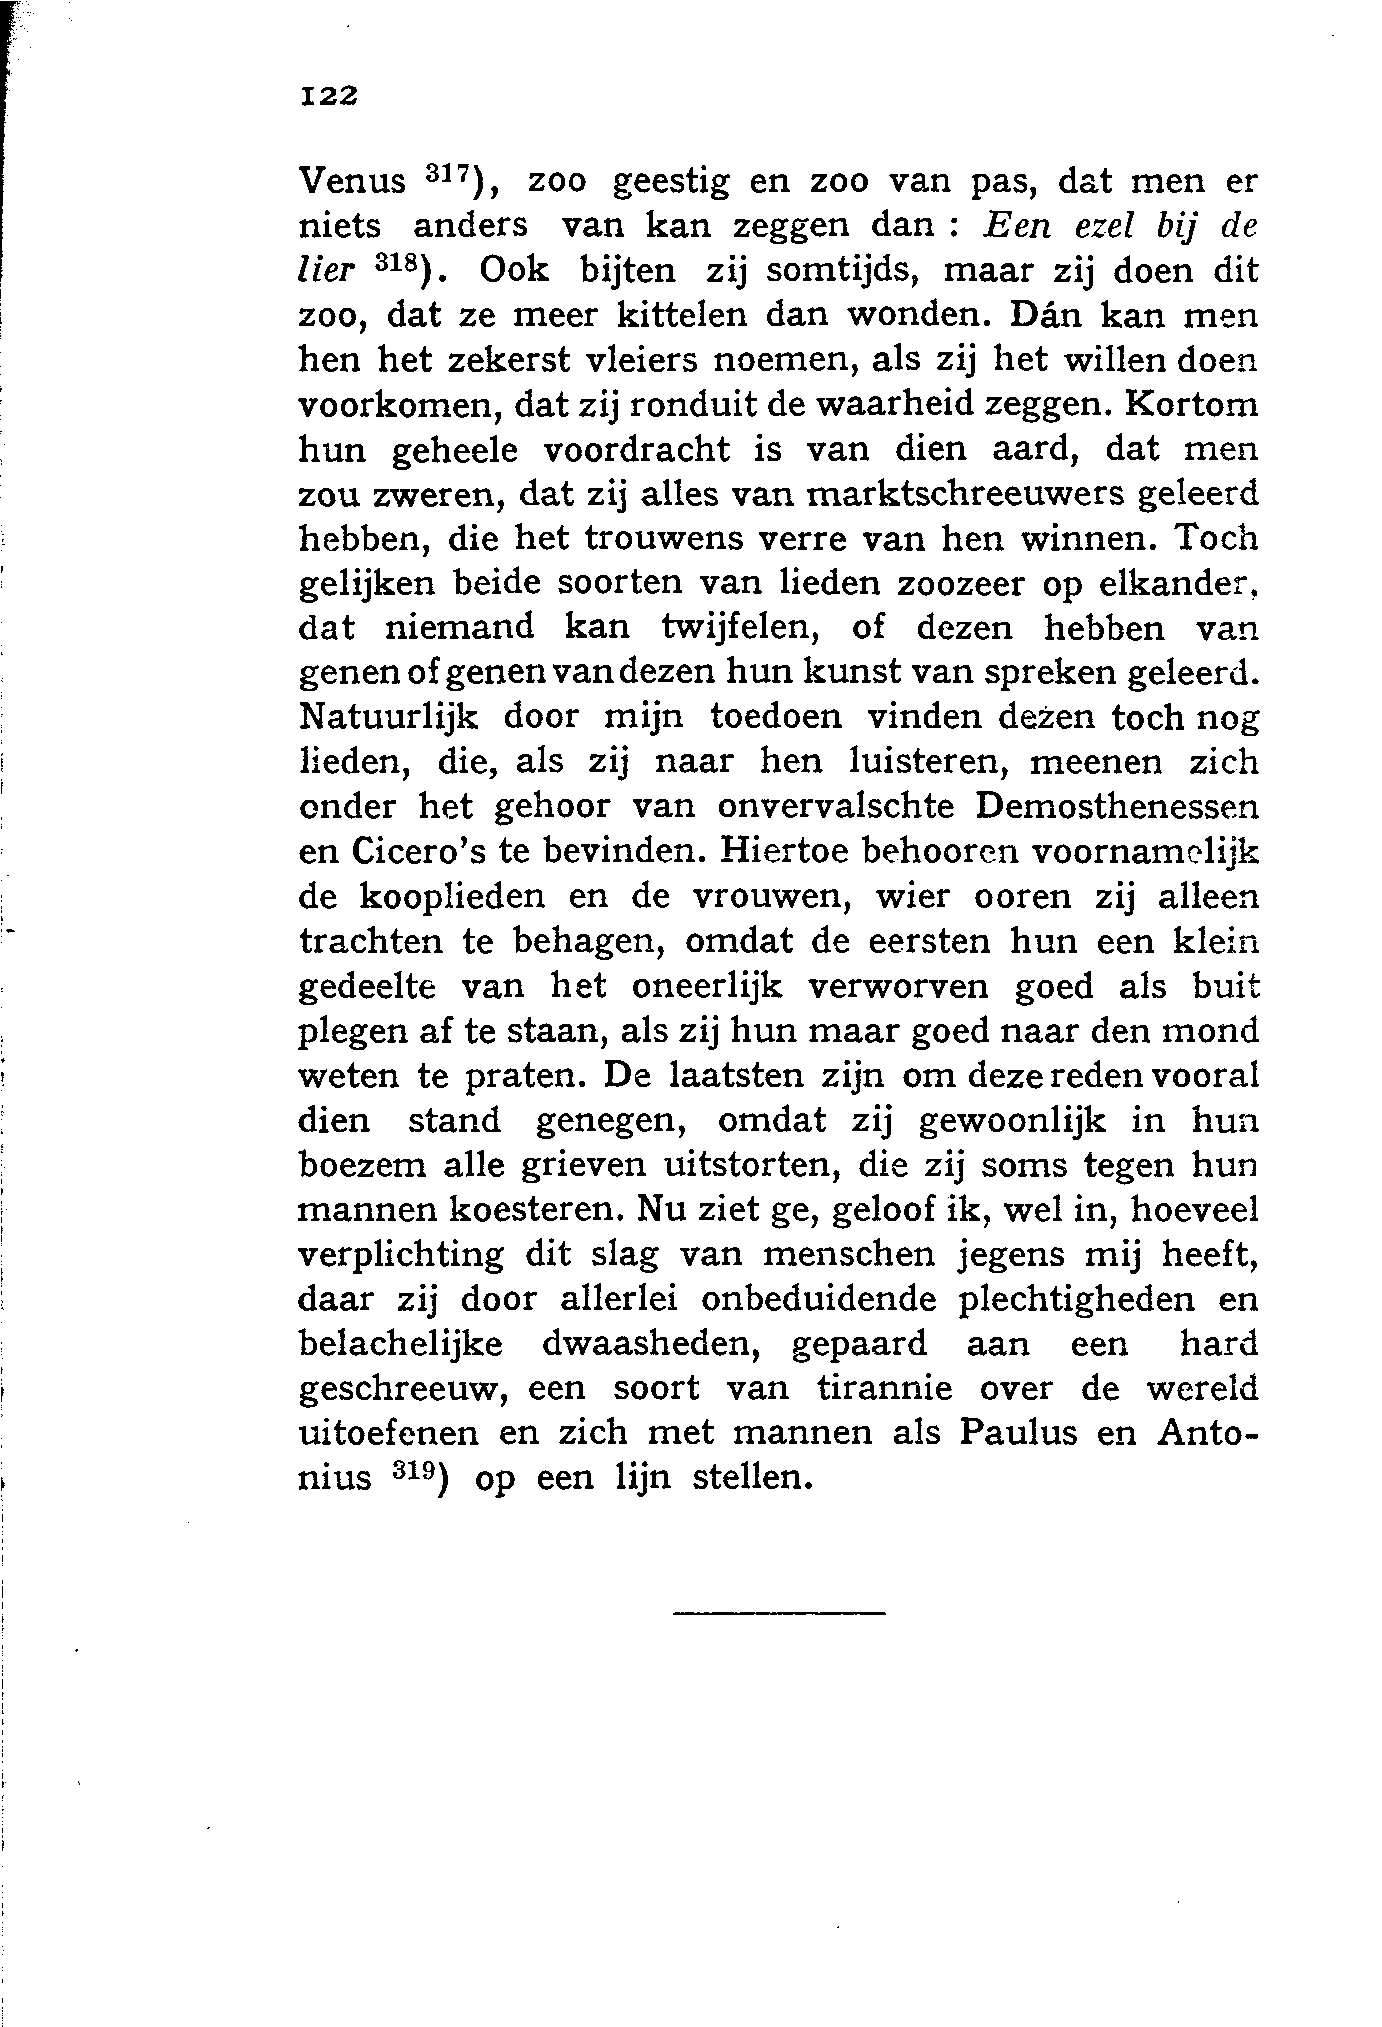 122
Venus ³¹⁷), zoo geestig en zoo van pas, dat men er
niets anders van kan zeggen dan : Een ezel bij de
lier ³¹⁸). Ook bijten zij somtijds, maar zij doen dit
zoo, dat ze meer kittelen dan wonden. Dán kan men
hen het zekerst vleiers noemen, als zij het willen doen
voorkomen, dat zij ronduit de waarheid zeggen. Kortom
hun geheele voordracht is van dien aard, dat men
zou zweren, dat zij alles van marktschreeuwers geleerd
hebben, die het trouwens verre van hen winnen. Toch
gelijken beide soorten van lieden zoozeer op elkander,
dat niemand kan twijfelen, of dezen hebben van
genen of genen van dezen hun kunst van spreken geleerd.
Natuurlijk door mijn toedoen vinden dezen toch nog
lieden, die, als zij naar hen luisteren, meenen zich
onder het gehoor van onvervalschte Demosthenessen
en Cicero's te bevinden. Hiertoe behooren voornamelijk
de kooplieden en de vrouwen, wier ooren zij alleen
trachten te behagen, omdat de eersten hun een klein
gedeelte van het oneerlijk verworven goed als buit
plegen af te staan, als zij hun maar goed naar den mond
weten te praten. De laatsten zijn om deze reden vooral
dien stand genegen, omdat zij gewoonlijk in hun
boezem alle grieven uitstorten, die zij soms tegen hun
mannen koesteren. Nu ziet ge, geloof ik, wel in, hoeveel
verplichting dit slag van menschen jegens mij heeft,
daar zij door allerlei onbeduidende plechtigheden en
belachelijke dwaasheden, gepaard aan een hard
geschreeuw, een soort van tirannie over de wereld
uitoefenen en zich met mannen als Paulus en Anto-
nius ³¹⁹) op een lijn stellen.